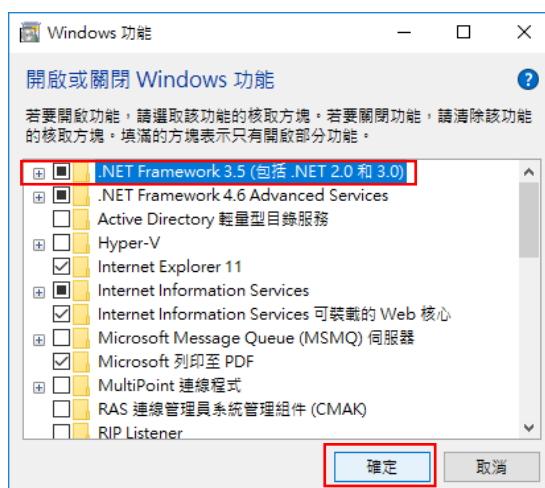 Windows 功能
開啟或關閉 Windows 功能
若要開啟功能，請選取該功能的核取方塊。若要關閉功能，請清除該功能
的核取方塊。填滿的方塊表示只有開啟部分功能。
.NET Framework 3.5 (包括 .NET 2.0 和 3.0)
.NET Framework 4.6 Advanced Services
Active Directory 輕量型目錄服務
Hyper-V
Internet Explorer 11
Internet Information Services
Internet Information Services 可裝載的 Web 核心
Microsoft Message Queue (MSMQ) 伺服器
Microsoft 列印至 PDF
MultiPoint 連線程式
RAS 連線管理員系統管理組件 (CMAK)
RIP Listener
確定
取消